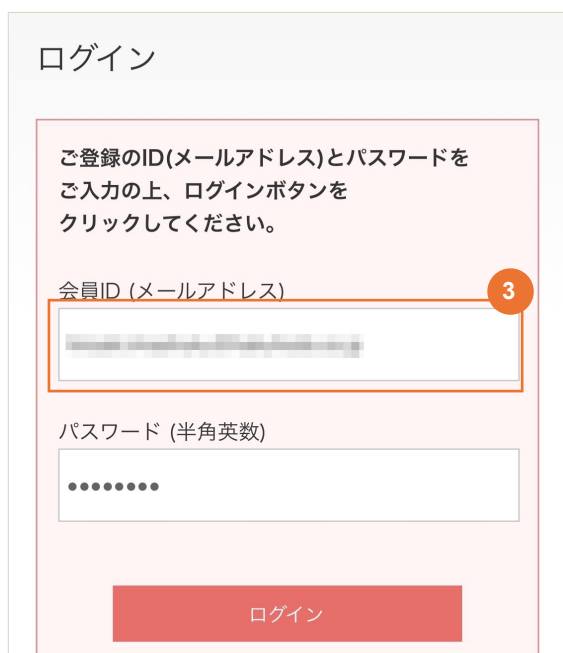 ログイン
ご登録のID(メールアドレス)とパスワードを
ご入力の上、ログインボタンを
クリックしてください。
会員ID (メールアドレス)
3
パスワード (半角英数)
••••••••
ログイン